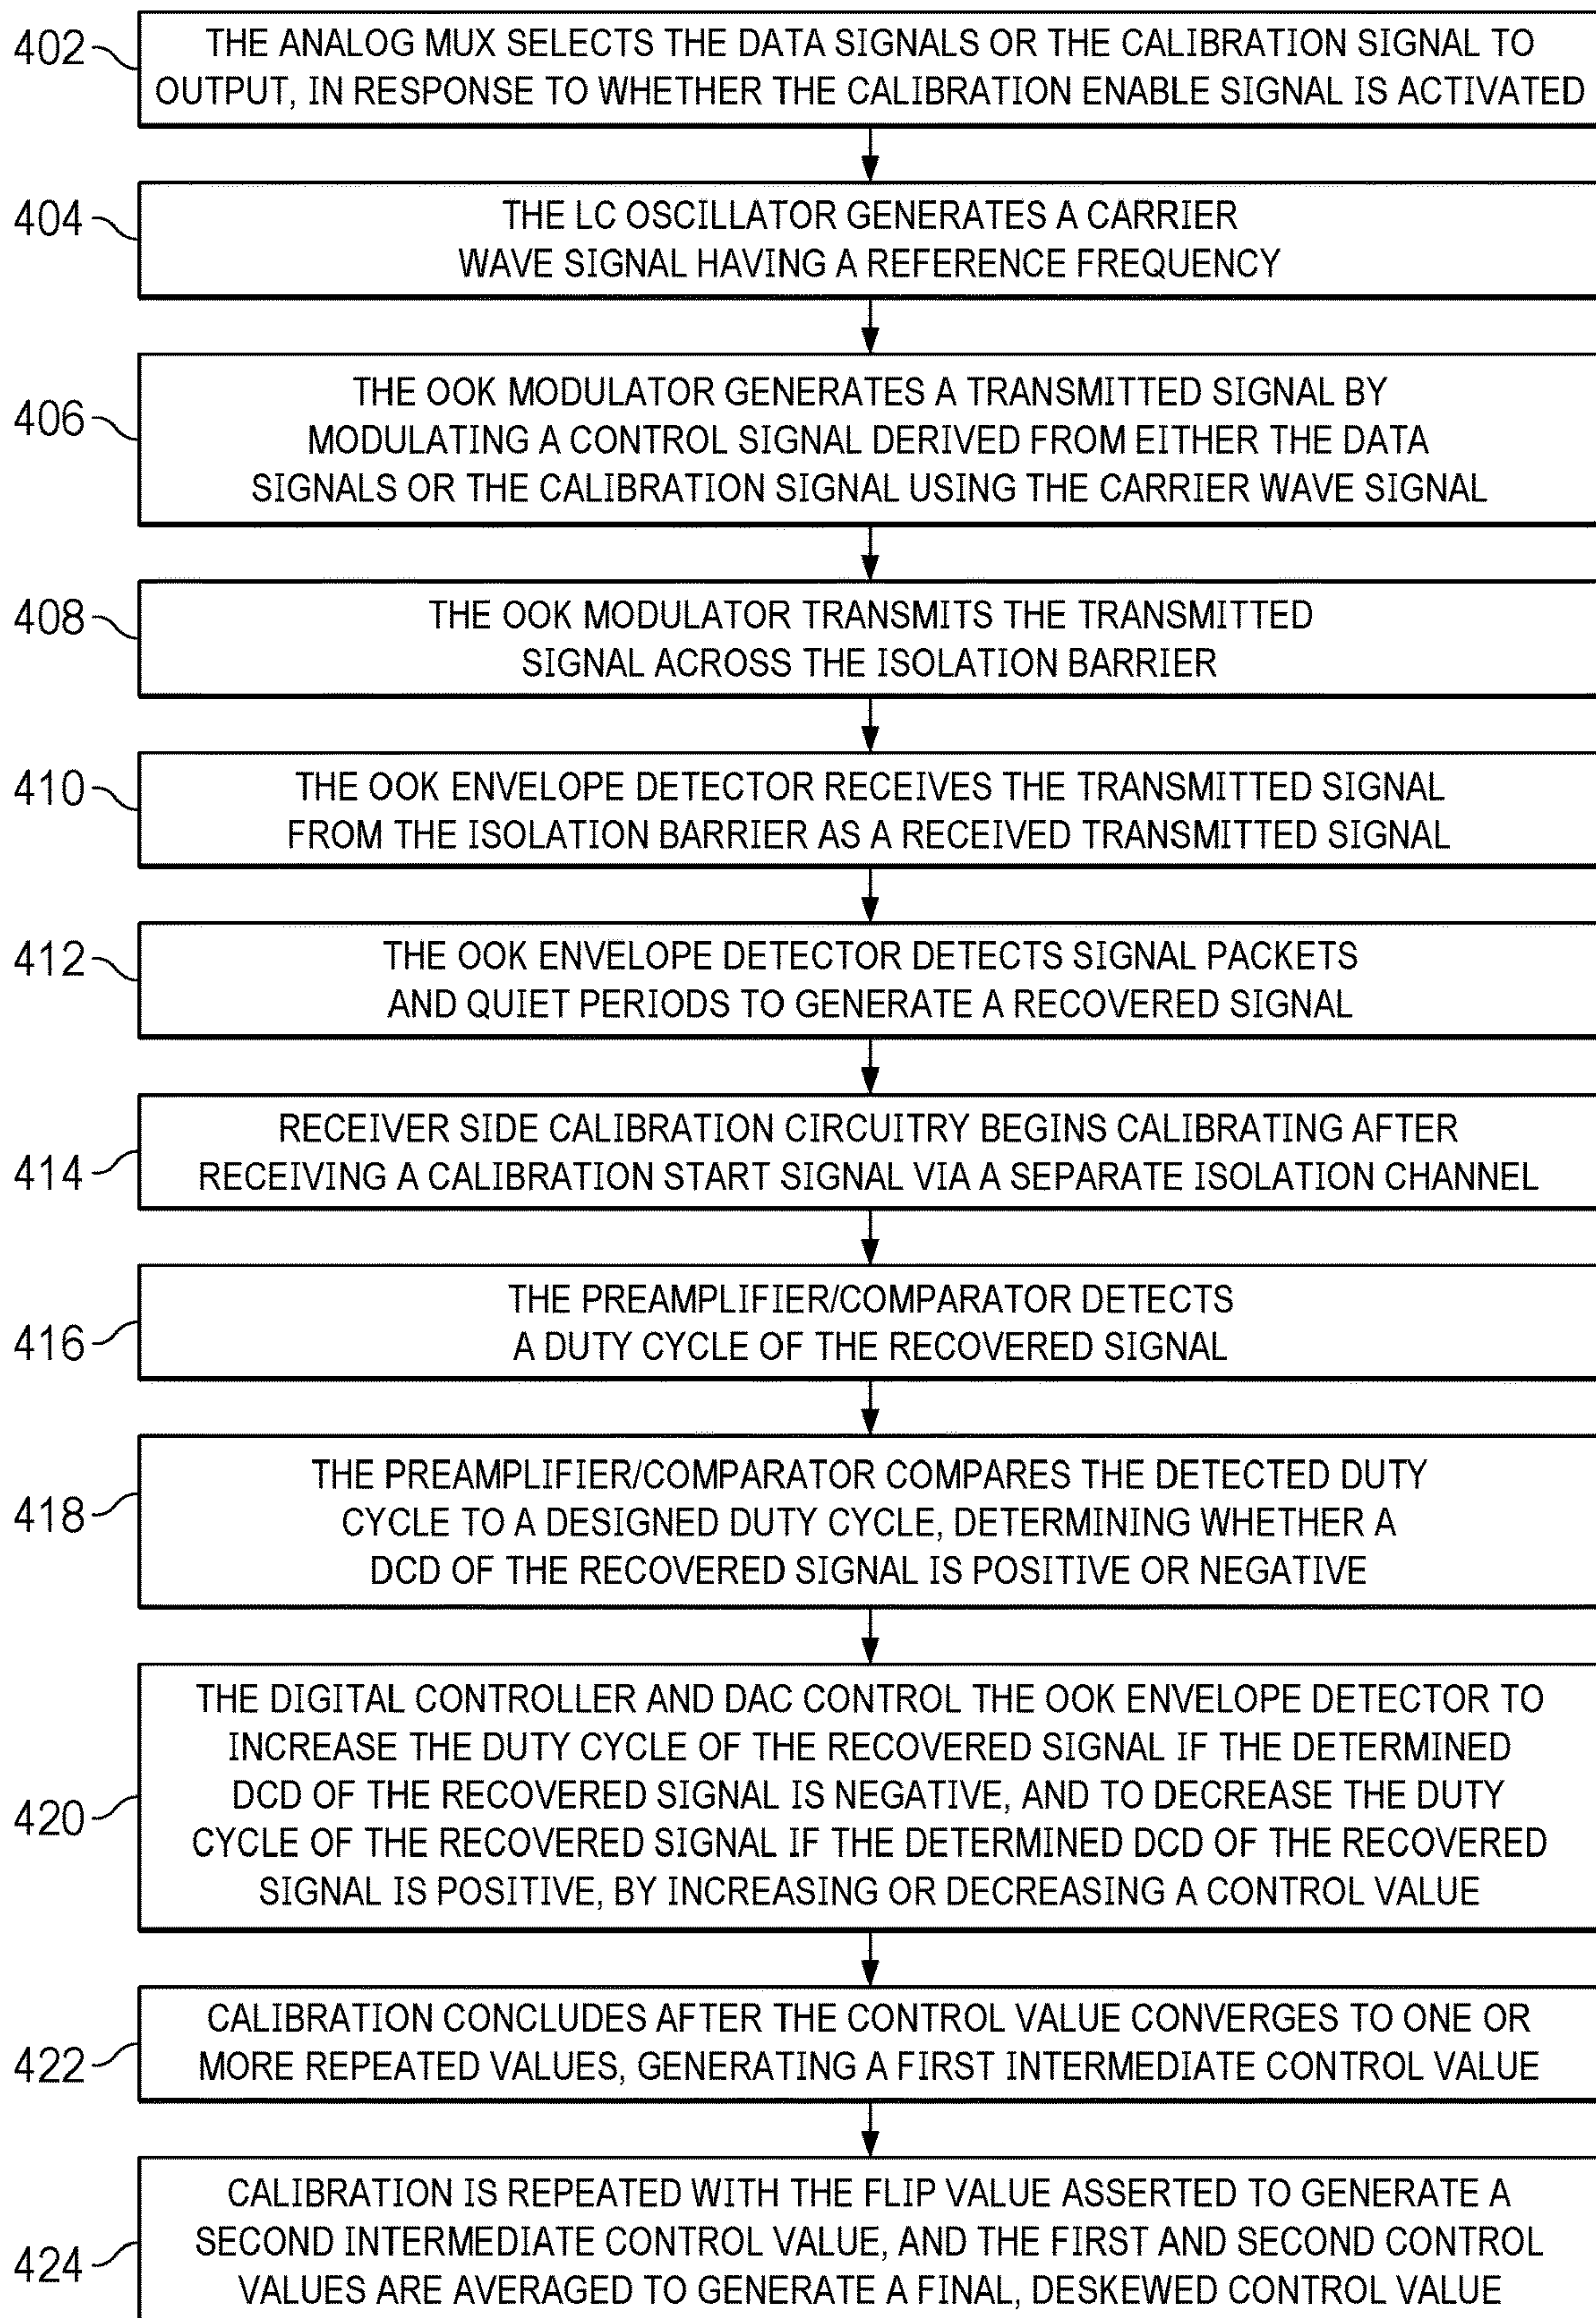 402
THE ANALOG MUX SELECTS THE DATA SIGNALS OR THE CALIBRATION SIGNAL TO
OUTPUT, IN RESPONSE TO WHETHER THE CALIBRATION ENABLE SIGNAL IS ACTIVATED
404
THE LC OSCILLATOR GENERATES A CARRIER
WAVE SIGNAL HAVING A REFERENCE FREQUENCY
406
THE OOK MODULATOR GENERATES A TRANSMITTED SIGNAL BY
MODULATING A CONTROL SIGNAL DERIVED FROM EITHER THE DATA
SIGNALS OR THE CALIBRATION SIGNAL USING THE CARRIER WAVE SIGNAL
408
THE OOK MODULATOR TRANSMITS THE TRANSMITTED
SIGNAL ACROSS THE ISOLATION BARRIER
410
THE OOK ENVELOPE DETECTOR RECEIVES THE TRANSMITTED SIGNAL
FROM THE ISOLATION BARRIER AS A RECEIVED TRANSMITTED SIGNAL
412
THE OOK ENVELOPE DETECTOR DETECTS SIGNAL PACKETS
AND QUIET PERIODS TO GENERATE A RECOVERED SIGNAL
414
RECEIVER SIDE CALIBRATION CIRCUITRY BEGINS CALIBRATING AFTER
RECEIVING A CALIBRATION START SIGNAL VIA A SEPARATE ISOLATION CHANNEL
416
THE PREAMPLIFIER/COMPARATOR DETECTS
A DUTY CYCLE OF THE RECOVERED SIGNAL
418
THE PREAMPLIFIER/COMPARATOR COMPARES THE DETECTED DUTY
CYCLE TO A DESIGNED DUTY CYCLE, DETERMINING WHETHER A
DCD OF THE RECOVERED SIGNAL IS POSITIVE OR NEGATIVE
420
THE DIGITAL CONTROLLER AND DAC CONTROL THE OOK ENVELOPE DETECTOR TO
INCREASE THE DUTY CYCLE OF THE RECOVERED SIGNAL IF THE DETERMINED
DCD OF THE RECOVERED SIGNAL IS NEGATIVE, AND TO DECREASE THE DUTY
CYCLE OF THE RECOVERED SIGNAL IF THE DETERMINED DCD OF THE RECOVERED
SIGNAL IS POSITIVE, BY INCREASING OR DECREASING A CONTROL VALUE
422
CALIBRATION CONCLUDES AFTER THE CONTROL VALUE CONVERGES TO ONE OR
MORE REPEATED VALUES, GENERATING A FIRST INTERMEDIATE CONTROL VALUE
424
CALIBRATION IS REPEATED WITH THE FLIP VALUE ASSERTED TO GENERATE A
SECOND INTERMEDIATE CONTROL VALUE, AND THE FIRST AND SECOND CONTROL
VALUES ARE AVERAGED TO GENERATE A FINAL, DESKEWED CONTROL VALUE